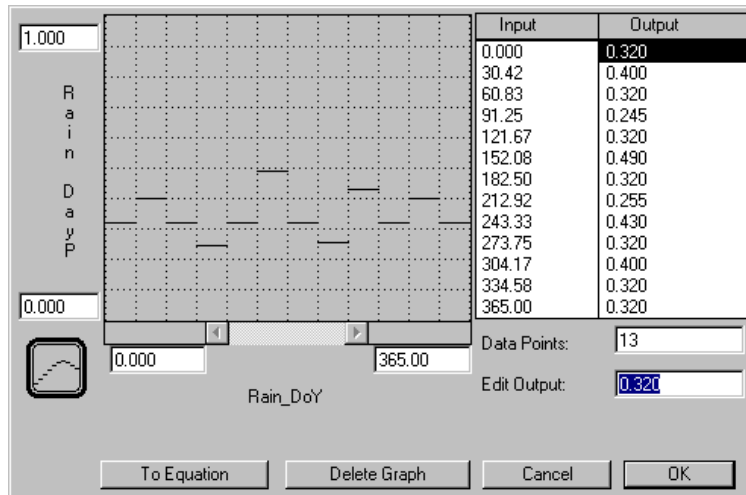 1.000
Rain DayP
0.000
0.000
365.00
Rain_DoY
Input Output
0.000 0.320
30.42 0.400
60.83 0.320
91.25 0.245
121.67 0.320
152.08 0.490
182.50 0.320
212.92 0.255
243.33 0.430
273.75 0.320
304.17 0.400
334.58 0.320
365.00 0.320
Data Points: 13
Edit Output: 0.320
To Equation Delete Graph Cancel OK